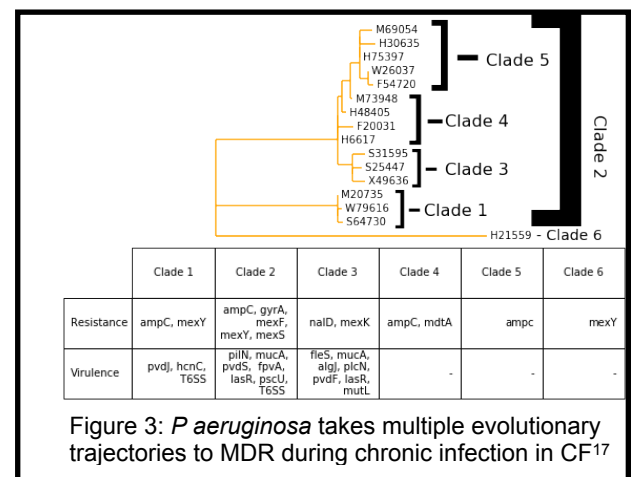 M69054
H30635
H75397
W26037
F54720
Clade 5
M73948
H48405
F20031
H6617
Clade 4
S31595
S25447
X49636
Clade 3
M20735
W79616
S64730
Clade 1
Clade 2
H21559 - Clade 6
Clade 1 Clade 2 Clade 3 Clade 4 Clade 5 Clade 6
Resistance
ampC, mexY
ampC, gyrA,
mexF,
mexY, mexS
nalD, mexK
ampC, mdtA
ampc
mexY
Virulence
pvdJ, hcnC,
T6SS
pilN, mucA,
pvdS, fpvA,
lasR, pscU,
T6SS
fleS, mucA,
algJ, plcN,
pvdF, lasR,
mutL
-
-
-
Figure 3: P aeruginosa takes multiple evolutionary
trajectories to MDR during chronic infection in CF17